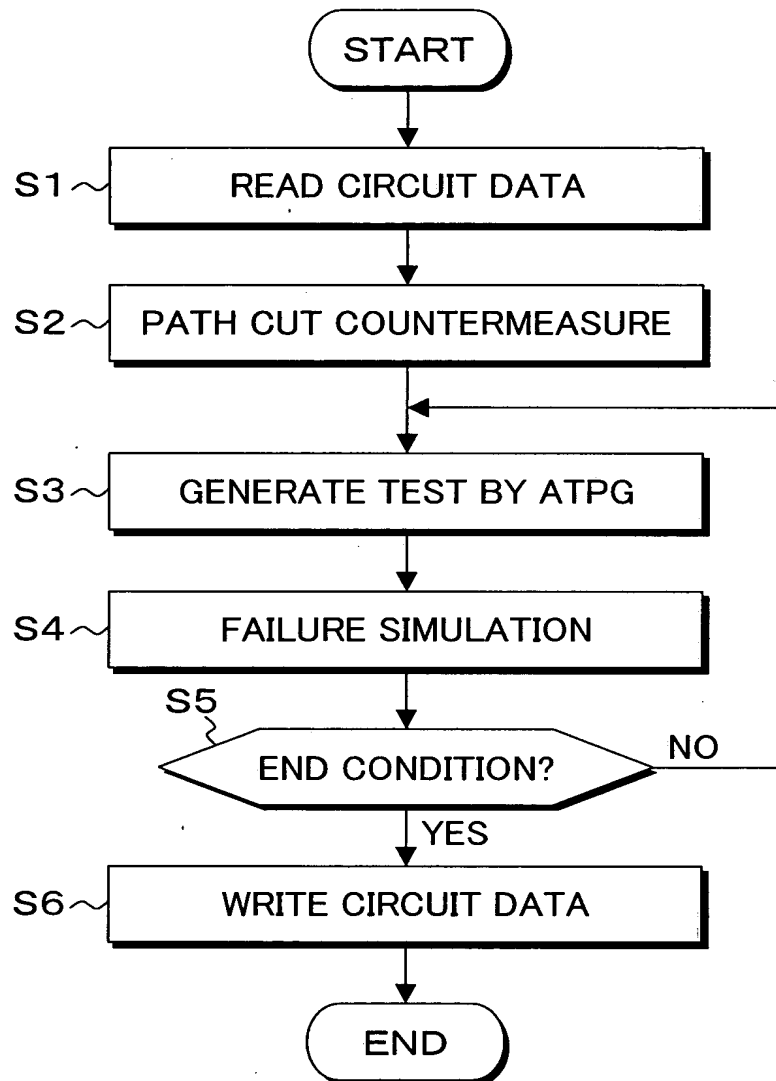 START
S1 READ CIRCUIT DATA
S2 PATH CUT COUNTERMEASURE
S3 GENERATE TEST BY ATPG
S4 FAILURE SIMULATION
S5
END CONDITION? NO
YES
S6 WRITE CIRCUIT DATA
END